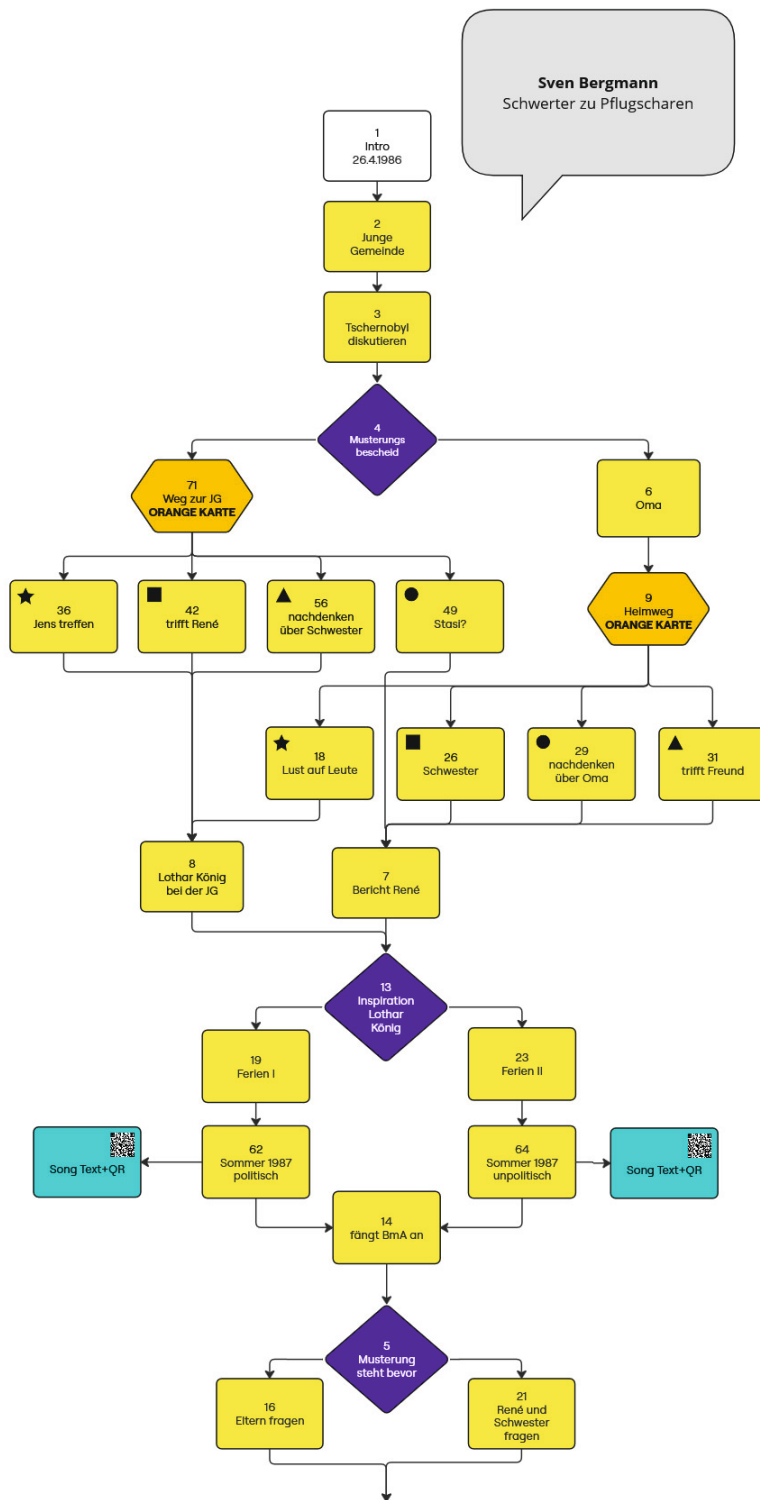 Sven Bergmann
Schwerter zu Pflugscharen
1
Intro
26.4.1986
2
Junge
Gemeinde
3
Tschernobyl
diskutieren
4
Musterungs
bescheid
71
Weg zur JG
ORANGE KARTE
6
Oma
36
Jens treffen
42
trifft René
56
nachdenken
über Schwester
49
Stasi?
9
Heimweg
ORANGE KARTE
18
Lust auf Leute
26
Schwester
29
nachdenken
über Oma
31
trifft Freund
8
Lothar König
bei der JG
7
Bericht René
13
Inspiration
Lothar
König
19
Ferien I
23
Ferien II
Song Text+QR
62
Sommer 1987
politisch
64
Sommer 1987
unpolitisch
Song Text+QR
14
fängt BmA an
5
Musterung
steht bevor
16
Eltern fragen
21
René und
Schwester
fragen